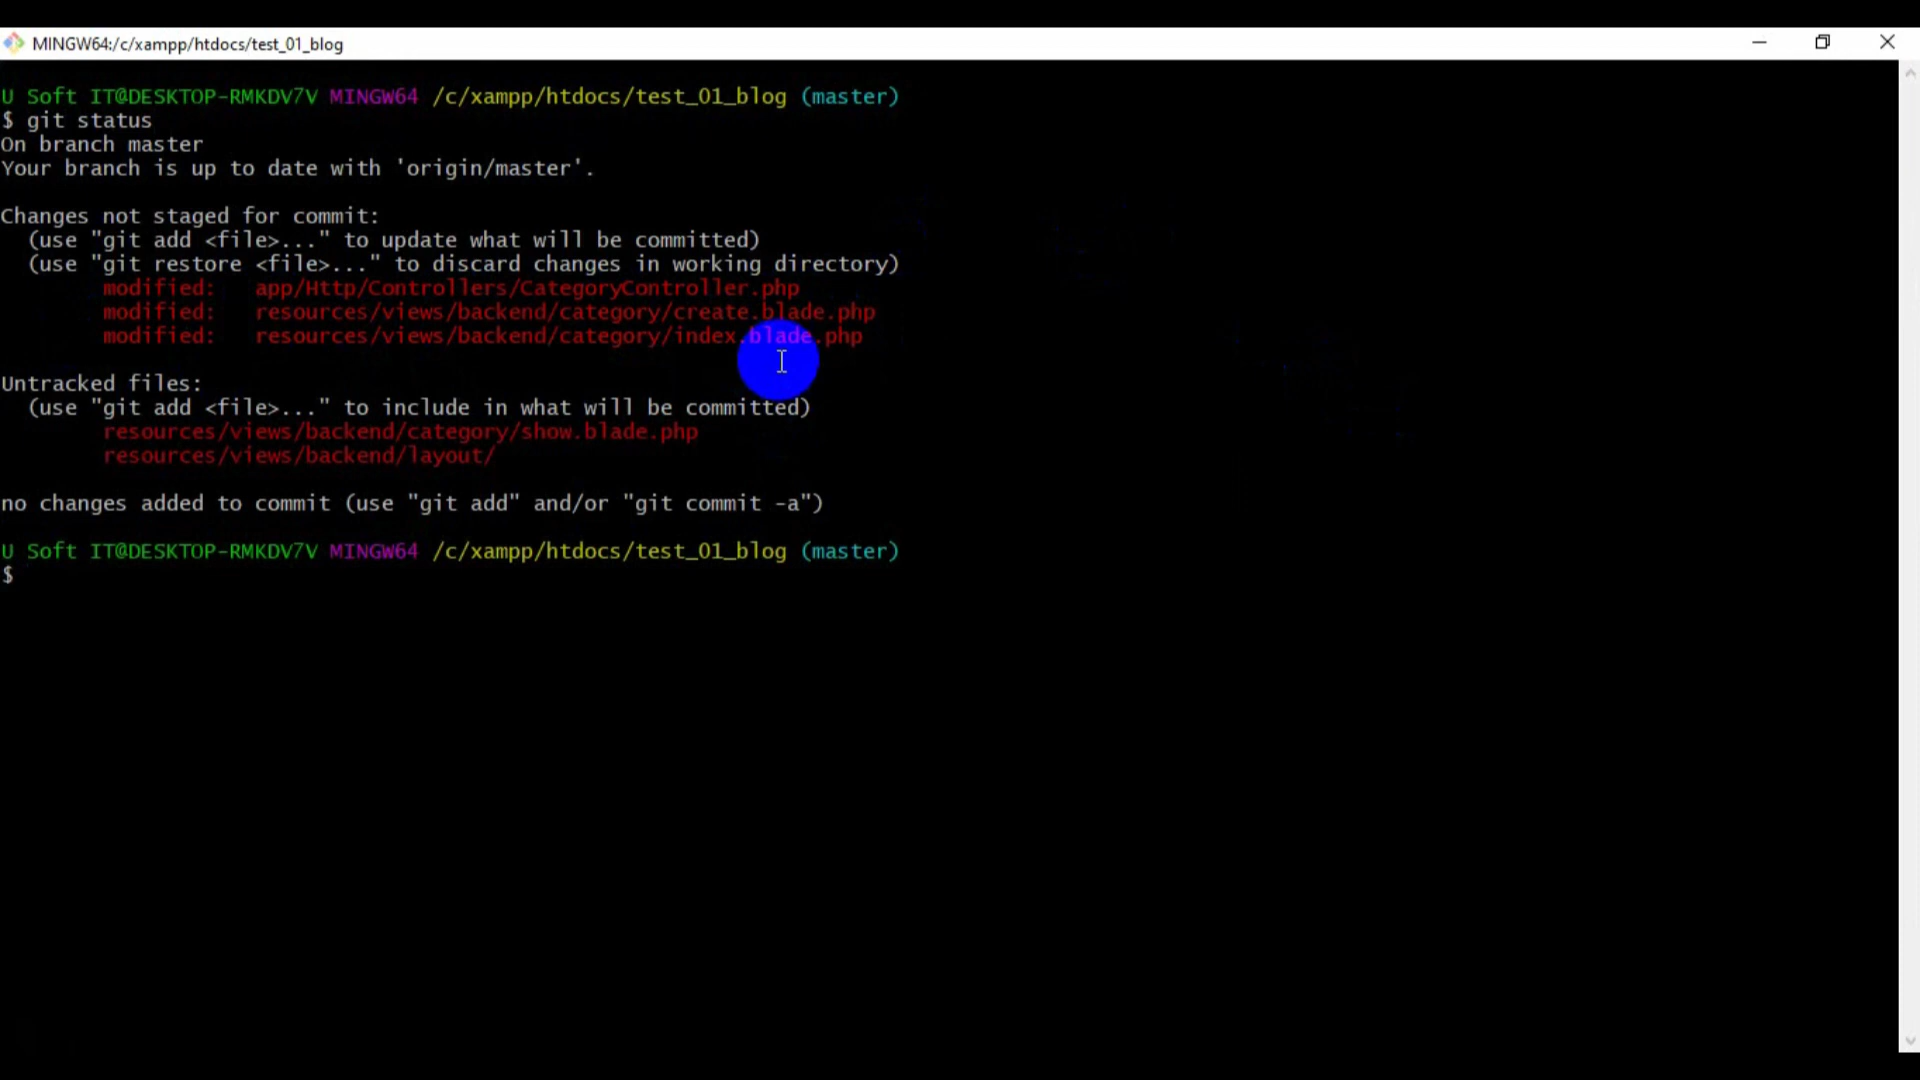 MINGW64:/c/xampp/htdocs/test_01_blog
U Soft IT@DESKTOP-RMKDV7V MINGW64 /c/xampp/htdocs/test_01_blog (master)
$ git status
On branch master
Your branch is up to date with 'origin/master'.
Changes not staged for commit:
(use "git add <file>..." to update what will be committed)
(use "git restore <file>..." to discard changes in working directory)
modified: app/Http/Controllers/CategoryController.php
modified: resources/views/backend/category/create.blade.php
modified: resources/views/backend/category/index.blade.php
Untracked files:
(use "git add <file>..." to include in what will be committed)
resources/views/backend/category/show.blade.php
resources/views/backend/layout/
no changes added to commit (use "git add" and/or "git commit -a")
U Soft IT@DESKTOP-RMKDV7V MINGW64 /c/xampp/htdocs/test_01_blog (master)
$